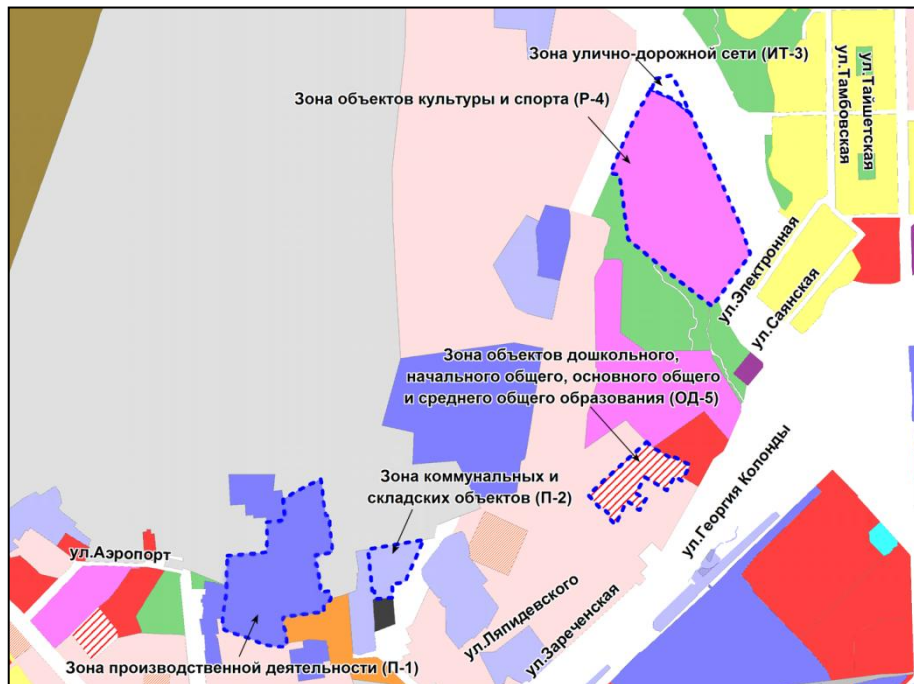 Зона улично-дорожной сети (ИТ-3)
Зона объектов культуры и спорта (Р-4)
ул.Тамбовская
ул.Тайшетская
ул.Электронная
ул.Саянская
Зона объектов дошкольного,
начального общего, основного общего
и среднего общего образования (ОД-5)
Зона коммунальных и
складских объектов (П-2)
ул.Георгия Колонды
ул.Аэропорт
ул.Ляпидевского
ул.Зареченская
Зона производственной деятельности (П-1)